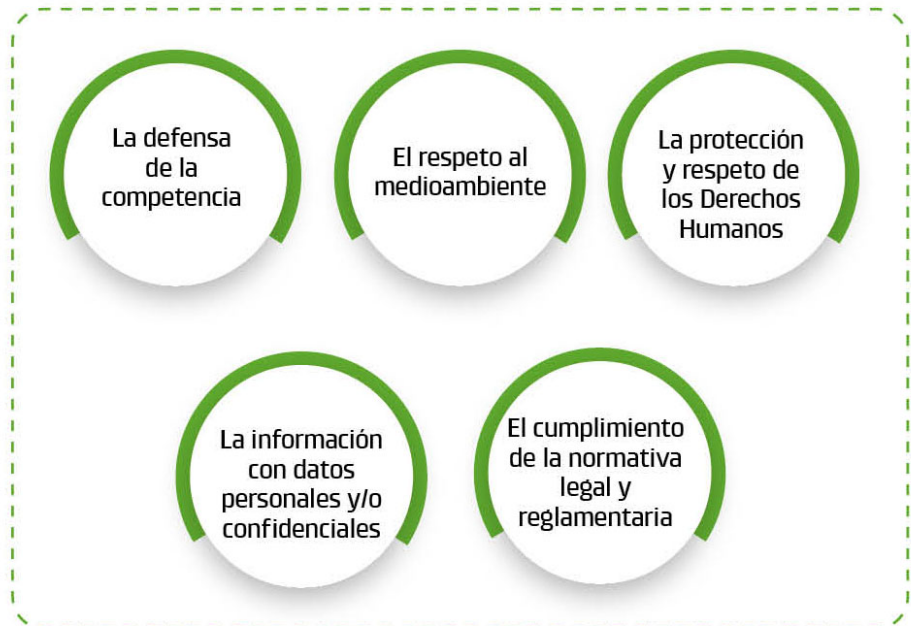 La defensa
de la
competencia
El respeto al
medioambiente
La protección
y respeto de
los Derechos
Humanos
La información
con datos
personales y/o
confidenciales
El cumplimiento
de la normativa
legal y
reglamentaria